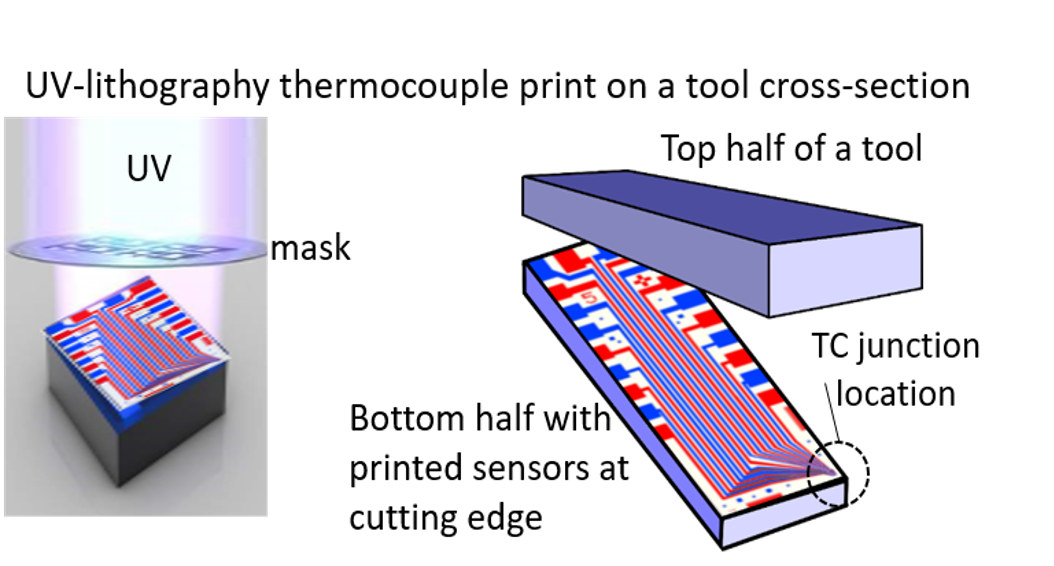 UV-lithography thermocouple print on a tool cross-section
UV
mask
Top half of a tool
5
TC junction
location
Bottom half with
printed sensors at
cutting edge